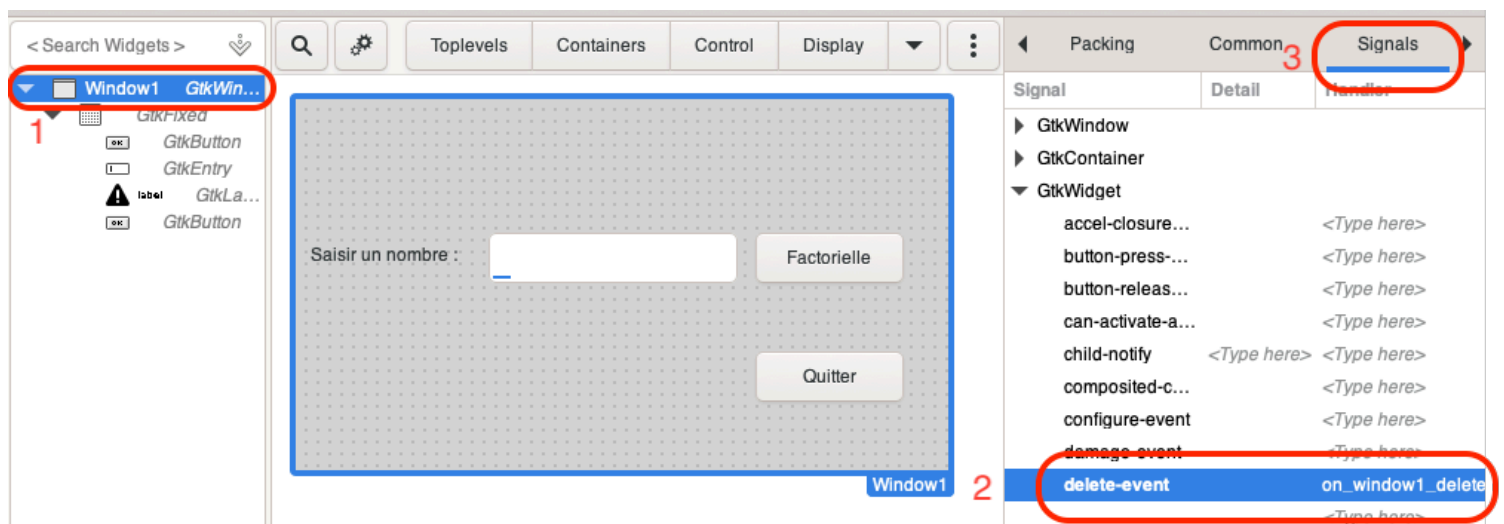 < Search Widgets >
Toplevels Containers Control Display
Packing Common 3 Signals
Window1 GtkWin...
1 GtkFixed
GtkButton
GtkEntry
label GtkLa...
GtkButton
Saisir un nombre :
Factorielle
Quitter
Window1
Signal Detail Handler
GtkWindow
GtkContainer
GtkWidget
accel-closure... <Type here>
button-press-... <Type here>
button-releas... <Type here>
can-activate-a... <Type here>
child-notify <Type here> <Type here>
composited-c... <Type here>
configure-event <Type here>
damage-event <Type here>
2 delete-event on_window1_delete
<Type here>